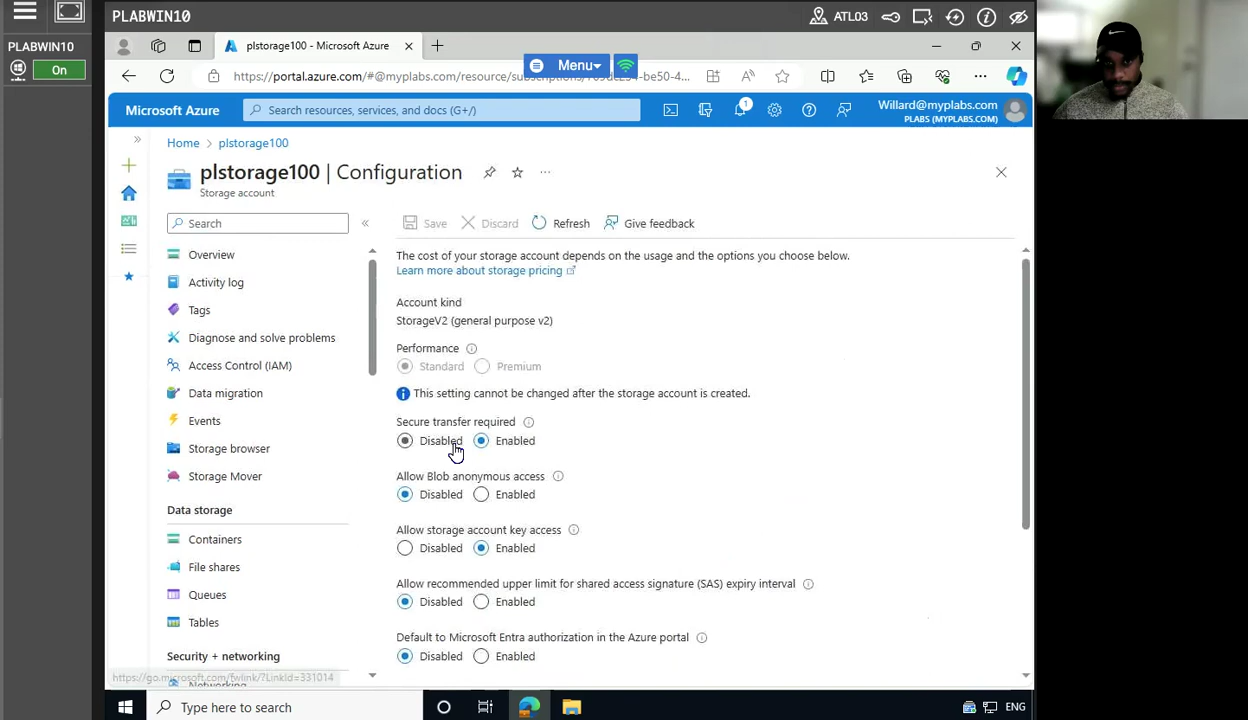 PLABWIN10
ATL03
PLABWIN10
On
plstorage100 - Microsoft Azure
Menu
https://portal.azure.com/#@myplabs.com/resource/subscriptions/
Microsoft Azure
Search resources, services, and docs (G+/)
1
Willard@myplabs.com
PLABS (MYPLABS.COM)
Home > plstorage100
plstorage100 | Configuration
Storage account
Search
Save Discard Refresh Give feedback
Overview
Activity log
Tags
Diagnose and solve problems
Access Control (IAM)
Data migration
Events
Storage browser
Storage Mover
Data storage
Containers
File shares
Queues
Tables
Security + networking
Networking
The cost of your storage account depends on the usage and the options you choose below.
Learn more about storage pricing
Account kind
StorageV2 (general purpose v2)
Performance
Standard Premium
This setting cannot be changed after the storage account is created.
Secure transfer required
Disabled Enabled
Allow Blob anonymous access
Disabled Enabled
Allow storage account key access
Disabled Enabled
Allow recommended upper limit for shared access signature (SAS) expiry interval
Disabled Enabled
Default to Microsoft Entra authorization in the Azure portal
Disabled Enabled
https://go.microsoft.com/fwlink/?LinkId=331014
Type here to search
ENG